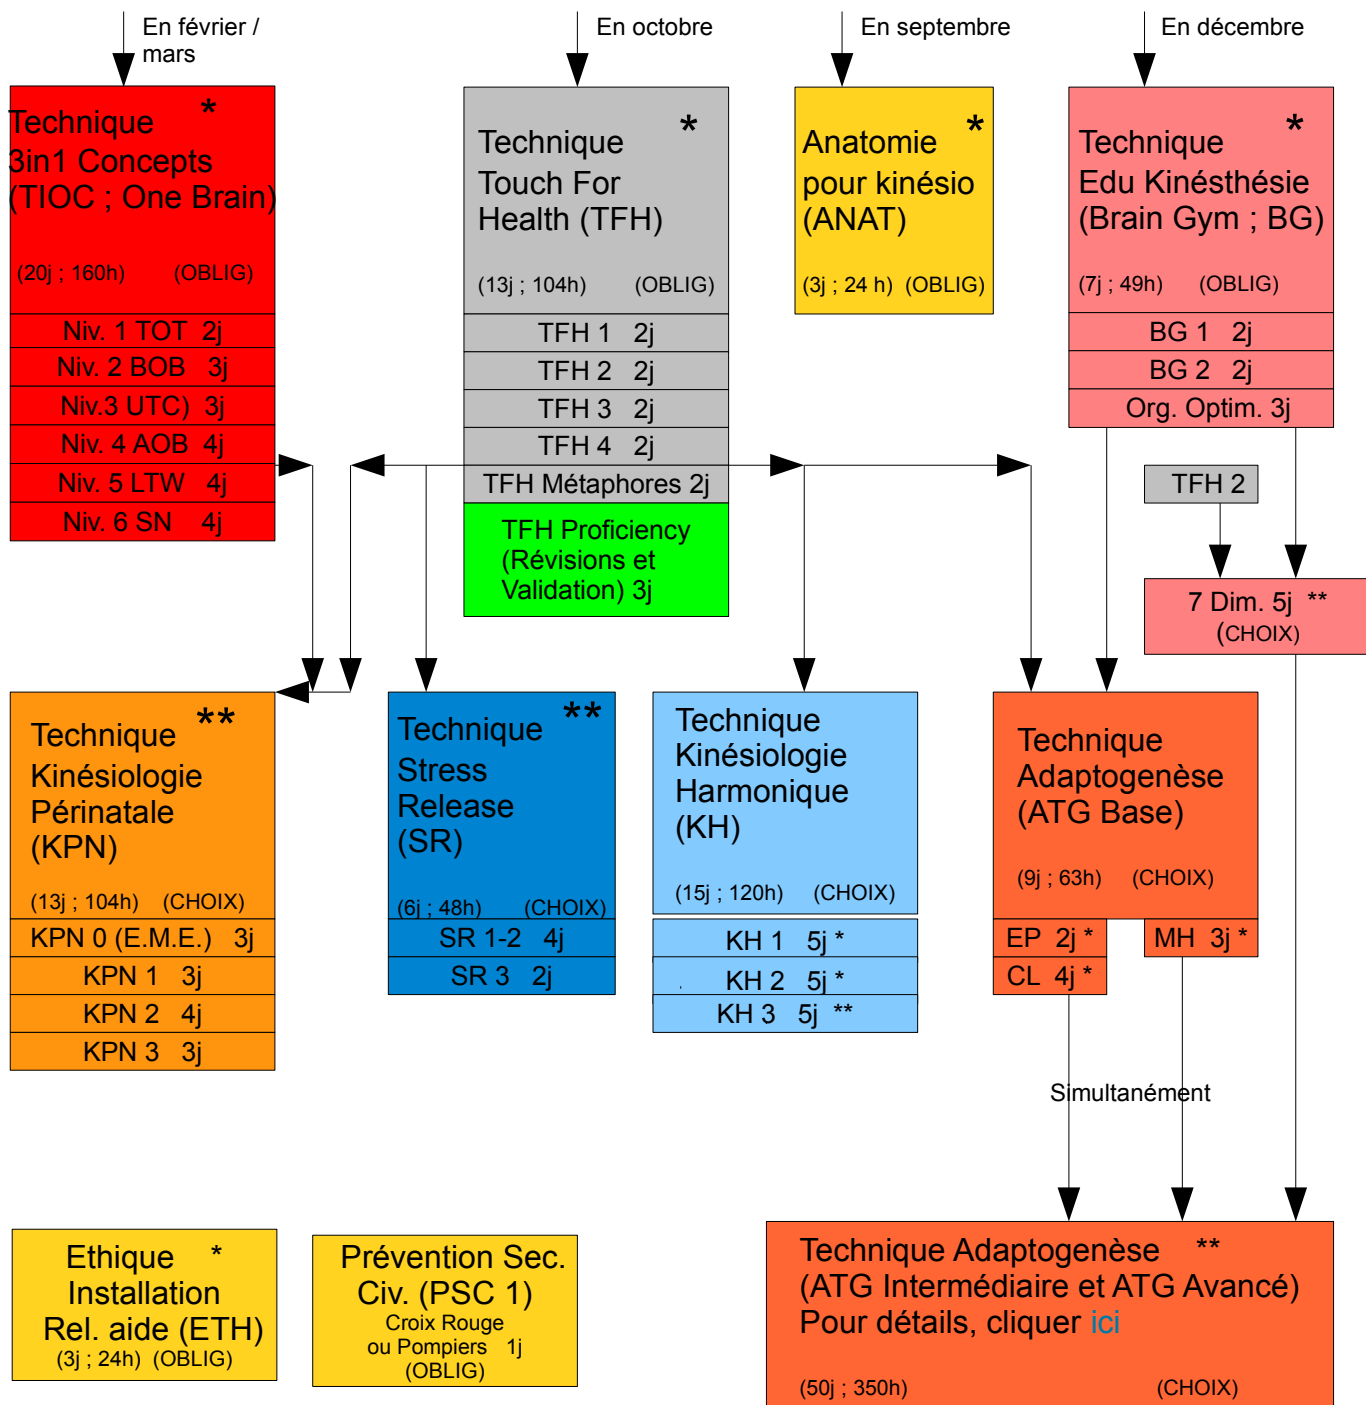 En février /
mars
En octobre
En septembre
En décembre
Technique *
3in1 Concepts
(TIOC ; One Brain)
(20j ; 160h) (OBLIG)
Niv. 1 TOT 2j
Niv. 2 BOB 3j
Niv.3 UTC) 3j
Niv. 4 AOB 4j
Niv. 5 LTW 4j
Niv. 6 SN 4j
Technique *
Touch For
Health (TFH)
(13j ; 104h) (OBLIG)
TFH 1 2j
TFH 2 2j
TFH 3 2j
TFH 4 2j
TFH Métaphores 2j
TFH Proficiency
(Révisions et
Validation) 3j
Anatomie *
pour kinésio
(ANAT)
(3j ; 24 h) (OBLIG)
Technique *
Edu Kinésthésie
(Brain Gym ; BG)
(7j ; 49h) (OBLIG)
BG 1 2j
BG 2 2j
Org. Optim. 3j
TFH 2
7 Dim. 5j **
(CHOIX)
Technique **
Kinésiologie
Périnatale
(KPN)
(13j ; 104h) (CHOIX)
KPN 0 (E.M.E.) 3j
KPN 1 3j
KPN 2 4j
KPN 3 3j
Technique **
Stress
Release
(SR)
(6j ; 48h) (CHOIX)
SR 1-2 4j
SR 3 2j
Technique
Kinésiologie
Harmonique
(KH)
(15j ; 120h) (CHOIX)
KH 1 5j *
. KH 2 5j *
KH 3 5j **
Technique
Adaptogenèse
(ATG Base)
(9j ; 63h) (CHOIX)
EP 2j *
CL 4j *
MH 3j *
Simultanément
Ethique *
Installation
Rel. aide (ETH)
(3j ; 24h) (OBLIG)
Prévention Sec.
Civ. (PSC 1)
Croix Rouge
ou Pompiers 1j
(OBLIG)
Technique Adaptogenèse **
(ATG Intermédiaire et ATG Avancé)
Pour détails, cliquer ici
(50j ; 350h) (CHOIX)